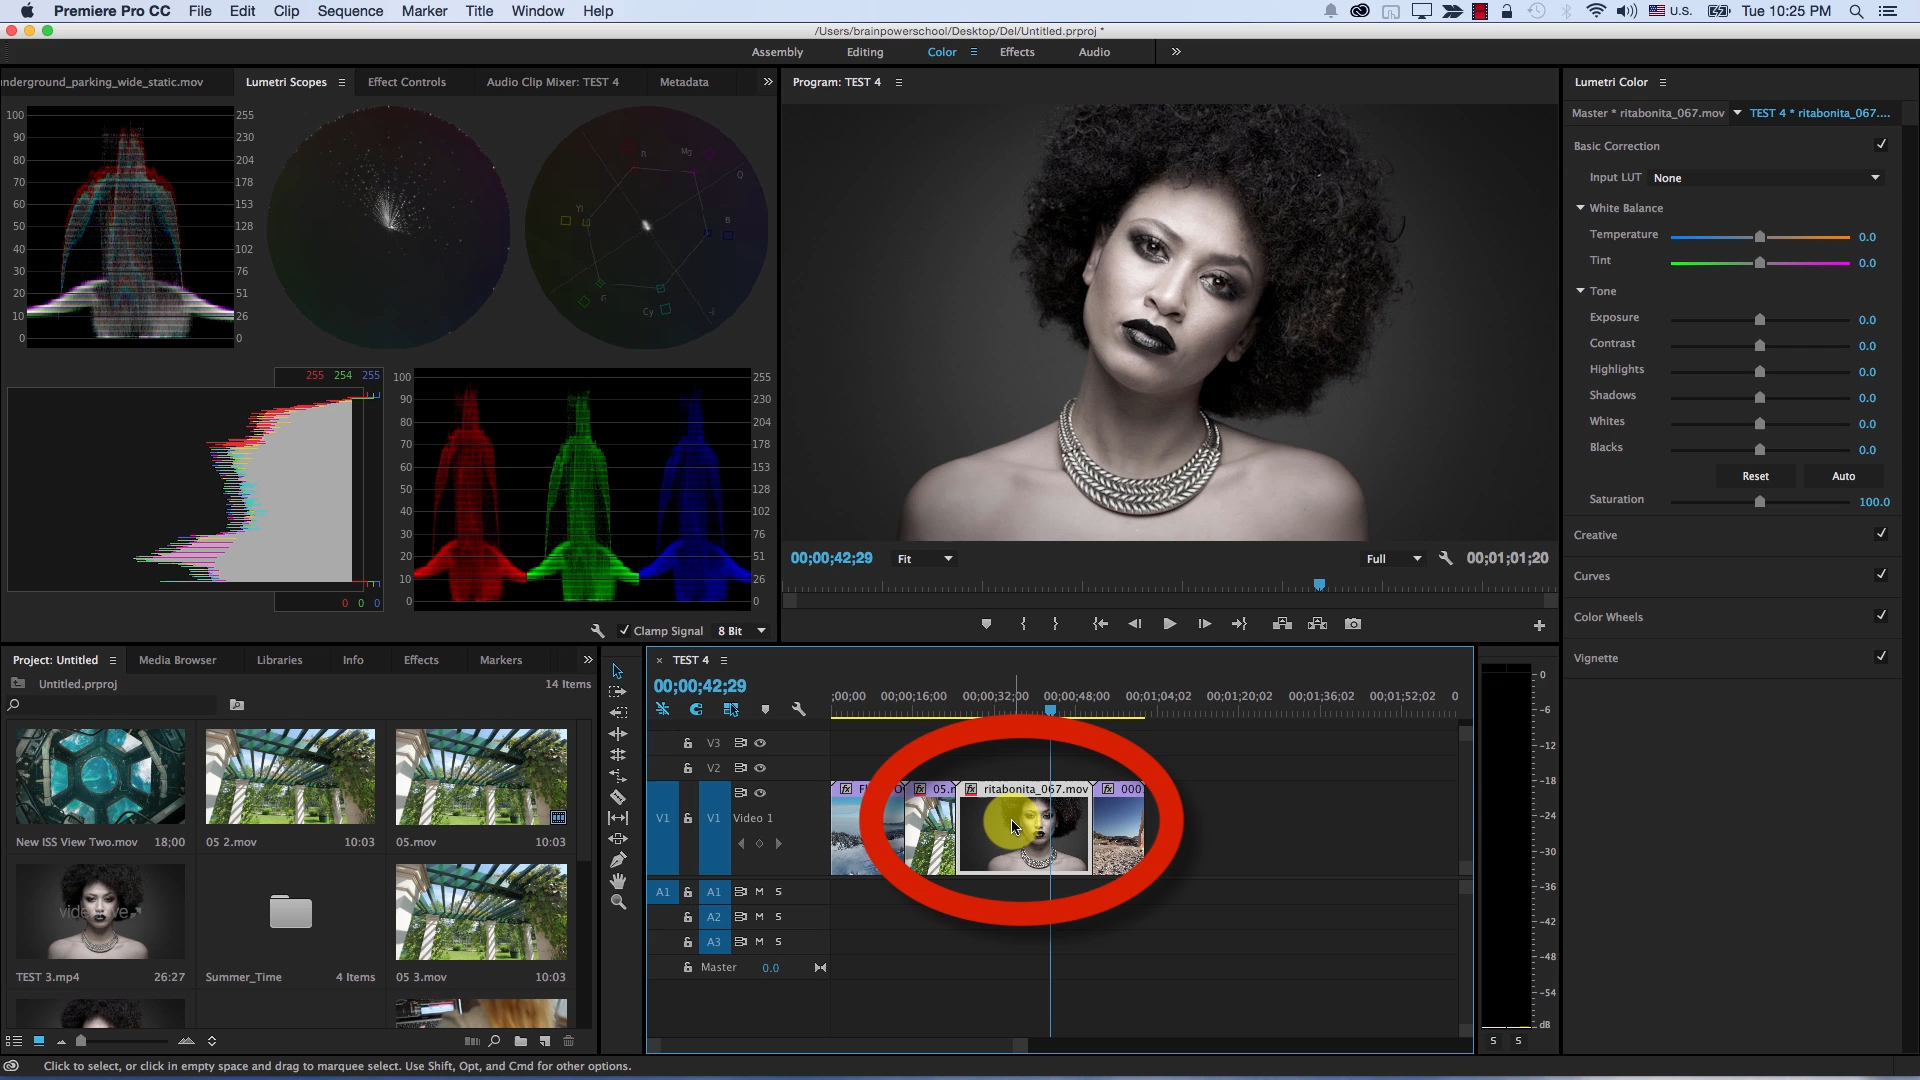 Premiere Pro CC File Edit Clip Sequence Marker Title Window Help
U.S. Tue 10:25 PM
/Users/brainpowerschool/Desktop/Del/Untitled.prproj *
Assembly Editing Color Effects Audio
nderground_parking_wide_static.mov Lumetri Scopes Effect Controls Audio Clip Mixer: TEST 4 Metadata
Program: TEST 4
Lumetri Color
Master * ritabonita_067.mov TEST 4 * ritabonita_067....
Basic Correction
Input LUT None
White Balance
Temperature 0.0
Tint 0.0
Tone
Exposure 0.0
Contrast 0.0
Highlights 0.0
Shadows 0.0
Whites 0.0
Blacks 0.0
Reset Auto
Saturation 100.0
Creative
Curves
Color Wheels
Vignette
100 255
90 230
80 204
70 178
60 153
50 128
40 102
30 76
20 51
10 26
0 0
R Mg Q
Yl B
G Cy -i
255 254 255
0 0 0
100 255
90 230
80 204
70 178
60 153
50 128
40 102
30 76
20 51
10 26
0 0
Clamp Signal 8 Bit
00;00;42;29 Fit Full 00;01;01;20
Project: Untitled Media Browser Libraries Info Effects Markers
Untitled.prproj 14 Items
New ISS View Two.mov 18;00
05 2.mov 10:03
05.mov 10:03
TEST 3.mp4 26:27
Summer_Time 4 Items
05 3.mov 10:03
TEST 4
00;00;42;29
;00;00 00;00;16;00 00;00;32;00 00;00;48;00 00;01;04;02 00;01;20;02 00;01;36;02 00;01;52;02 0
V3
V2
V1 V1 Video 1
fx fx 05.r fx ritabonita_067.mov fx 000
A1 A1 M S
A2 M S
A3 M S
Master 0.0
0
-6
-12
-18
-24
-30
-36
-42
-48
-54
dB
S S
Click to select, or click in empty space and drag to marquee select. Use Shift, Opt, and Cmd for other options.